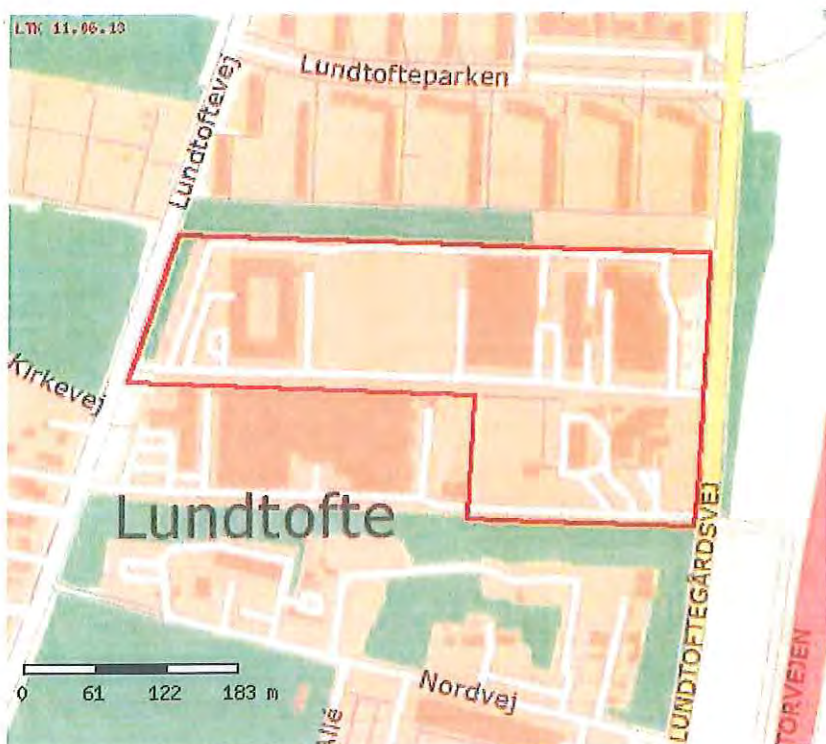 LTK 11.06.13
Lundtofteparken
Lundtoftevej
Kirkevej
Lundtofte
LUNDTOFTEGÅRDSVEJ
TORVEJEN
Nordvej
Allé
0 61 122 183 m